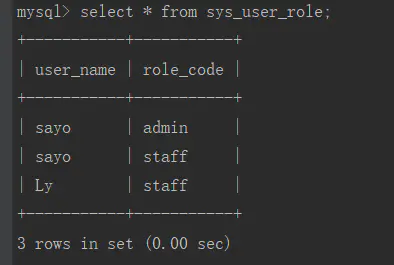 mysql> select * from sys_user_role;
+-----------+-----------+
| user_name | role_code |
+-----------+-----------+
| sayo      | admin     |
| sayo      | staff     |
| Ly        | staff     |
+-----------+-----------+
3 rows in set (0.00 sec)